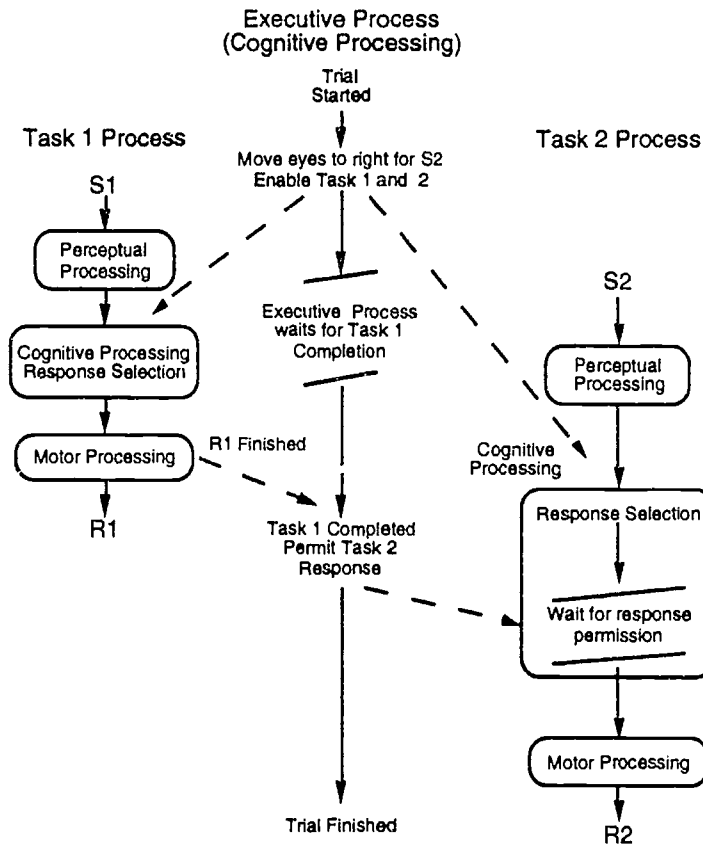 Executive Process
(Cognitive Processing)
Trial
Started
Task 1 Process
Task 2 Process
Move eyes to right for S2
Enable Task 1 and 2
S1
Perceptual
Processing
Cognitive Processing
Response Selection
Motor Processing
R1
R1 Finished
Executive Process
waits for Task 1
Completion
Task 1 Completed
Permit Task 2
Response
Trial Finished
S2
Perceptual
Processing
Cognitive
Processing
Response Selection
Wait for response
permission
Motor Processing
R2